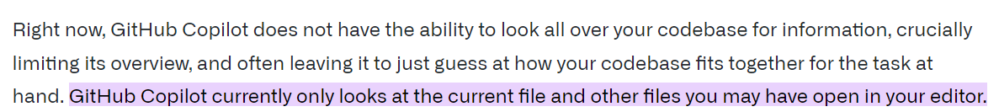 Right now, GitHub Copilot does not have the ability to look all over your codebase for information, crucially
limiting its overview, and often leaving it to just guess at how your codebase fits together for the task at
hand. GitHub Copilot currently only looks at the current file and other files you may have open in your editor.